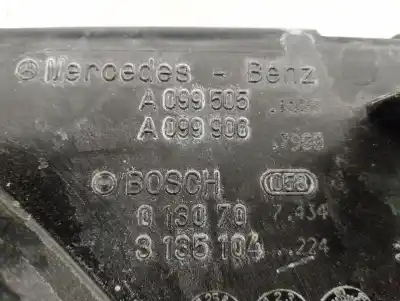 Mercedes - Benz
A 099 505
A 099 906
BOSCH 058
0 130 70 7.434
3 135 104 ...224